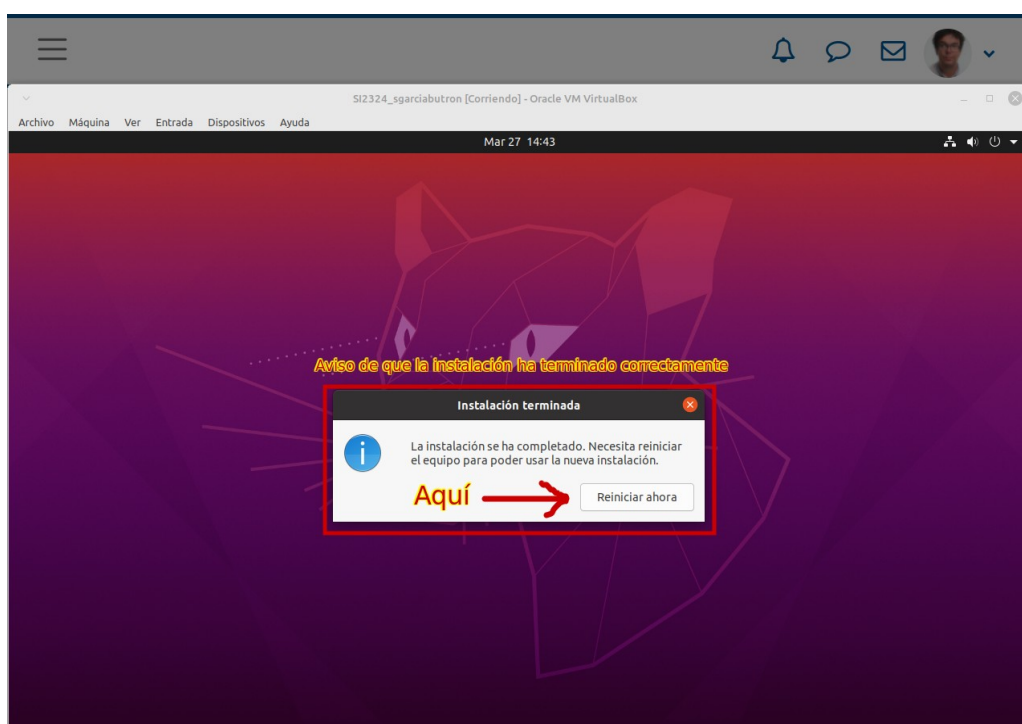 SI2324_sgarciabutron [Corriendo] - Oracle VM VirtualBox
Archivo Máquina Ver Entrada Dispositivos Ayuda
Mar 27 14:43
Aviso de que la instalación ha terminado correctamente
Instalación terminada
La instalación se ha completado. Necesita reiniciar
el equipo para poder usar la nueva instalación.
Aquí
Reiniciar ahora